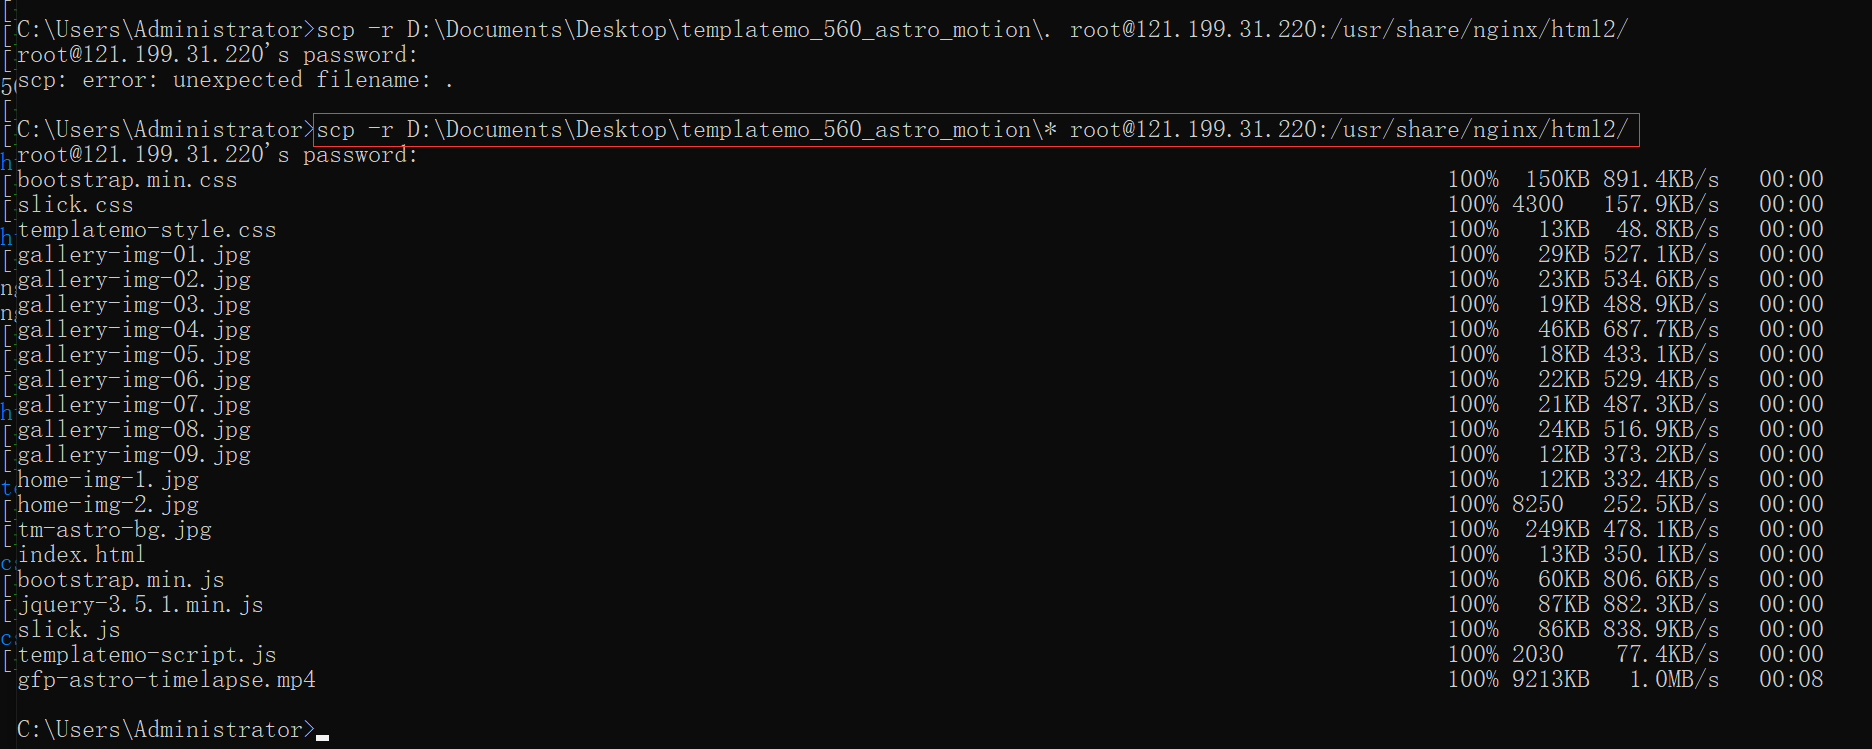 C:\Users\Administrator>scp -r D:\Documents\Desktop\templatemo_560_astro_motion\. root@121.199.31.220:/usr/share/nginx/html2/
root@121.199.31.220's password:
scp: error: unexpected filename: .
C:\Users\Administrator>scp -r D:\Documents\Desktop\templatemo_560_astro_motion\* root@121.199.31.220:/usr/share/nginx/html2/
root@121.199.31.220's password:
bootstrap.min.css 100% 150KB 891.4KB/s 00:00
slick.css 100% 4300 157.9KB/s 00:00
templatemo-style.css 100% 13KB 48.8KB/s 00:00
gallery-img-01.jpg 100% 29KB 527.1KB/s 00:00
gallery-img-02.jpg 100% 23KB 534.6KB/s 00:00
gallery-img-03.jpg 100% 19KB 488.9KB/s 00:00
gallery-img-04.jpg 100% 46KB 687.7KB/s 00:00
gallery-img-05.jpg 100% 18KB 433.1KB/s 00:00
gallery-img-06.jpg 100% 22KB 529.4KB/s 00:00
gallery-img-07.jpg 100% 21KB 487.3KB/s 00:00
gallery-img-08.jpg 100% 24KB 516.9KB/s 00:00
gallery-img-09.jpg 100% 12KB 373.2KB/s 00:00
home-img-1.jpg 100% 12KB 332.4KB/s 00:00
home-img-2.jpg 100% 8250 252.5KB/s 00:00
tm-astro-bg.jpg 100% 249KB 478.1KB/s 00:00
index.html 100% 13KB 350.1KB/s 00:00
bootstrap.min.js 100% 60KB 806.6KB/s 00:00
jquery-3.5.1.min.js 100% 87KB 882.3KB/s 00:00
slick.js 100% 86KB 838.9KB/s 00:00
templatemo-script.js 100% 2030 77.4KB/s 00:00
gfp-astro-timelapse.mp4 100% 9213KB 1.0MB/s 00:08
C:\Users\Administrator>